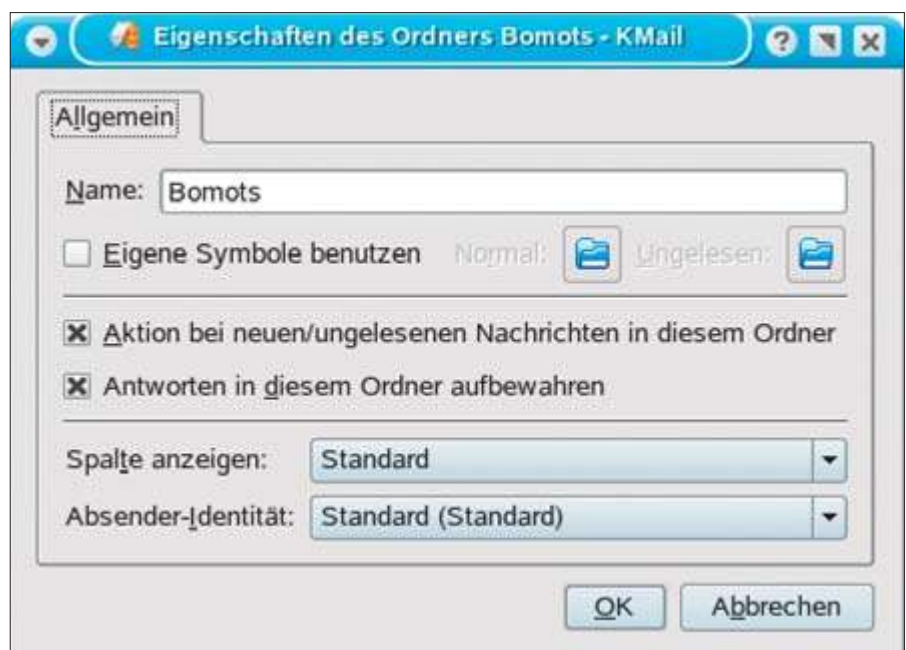 Eigenschaften des Ordners Bomots - KMail
Allgemein
Name: Bomots
Eigene Symbole benutzen Normal: Ungelesen:
Aktion bei neuen/ungelesenen Nachrichten in diesem Ordner
Antworten in diesem Ordner aufbewahren
Spalte anzeigen: Standard
Absender-Identität: Standard (Standard)
OK Abbrechen